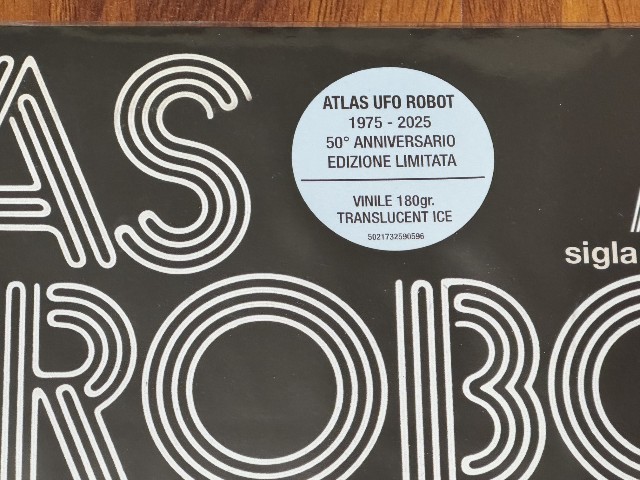 AS
ATLAS UFO ROBOT
1975 - 2025
50° ANNIVERSARIO
EDIZIONE LIMITATA
VINILE 180gr.
TRANSLUCENT ICE
5021732590596
sigla
ROBO